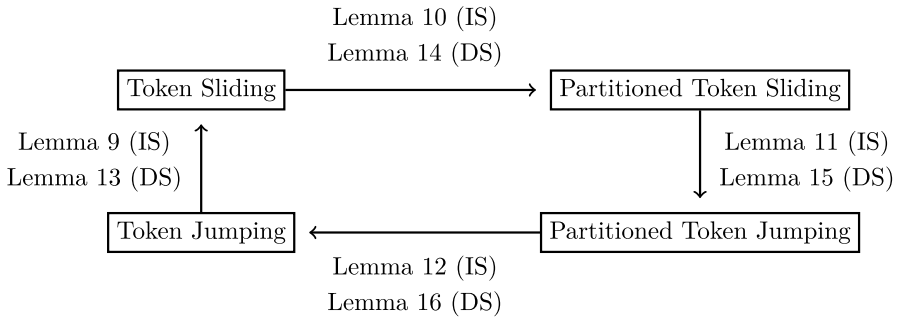 Lemma 10 (IS)
Lemma 14 (DS)
Token Sliding
Partitioned Token Sliding
Lemma 9 (IS)
Lemma 13 (DS)
Lemma 11 (IS)
Lemma 15 (DS)
Token Jumping
Partitioned Token Jumping
Lemma 12 (IS)
Lemma 16 (DS)